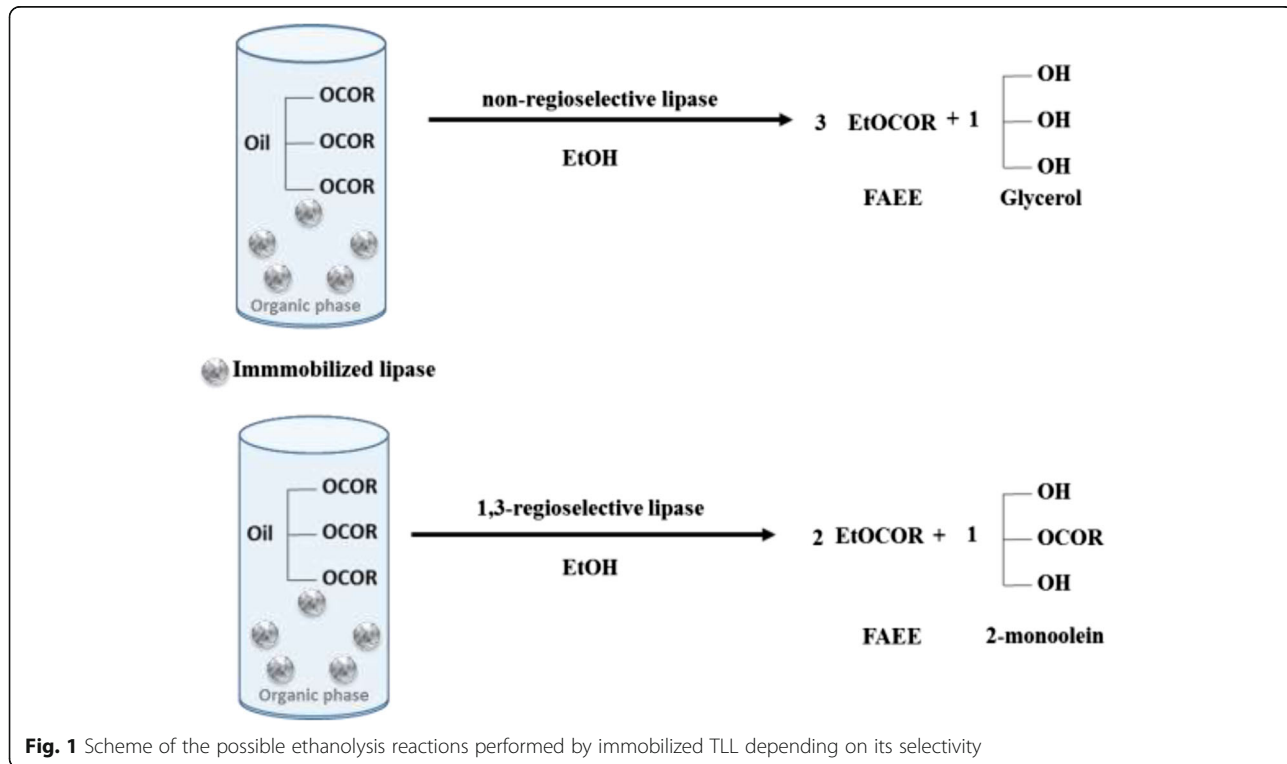 OCOR
Oil
OCOR
OCOR
Organic phase
non-regioselective lipase
EtOH
3 EtOCOR + 1
OH
OH
OH
FAEE
Glycerol
Immmobilized lipase
OCOR
Oil
OCOR
OCOR
Organic phase
1,3-regioselective lipase
EtOH
2 EtOCOR + 1
OH
OCOR
OH
FAEE
2-monoolein
Fig. 1 Scheme of the possible ethanolysis reactions performed by immobilized TLL depending on its selectivity